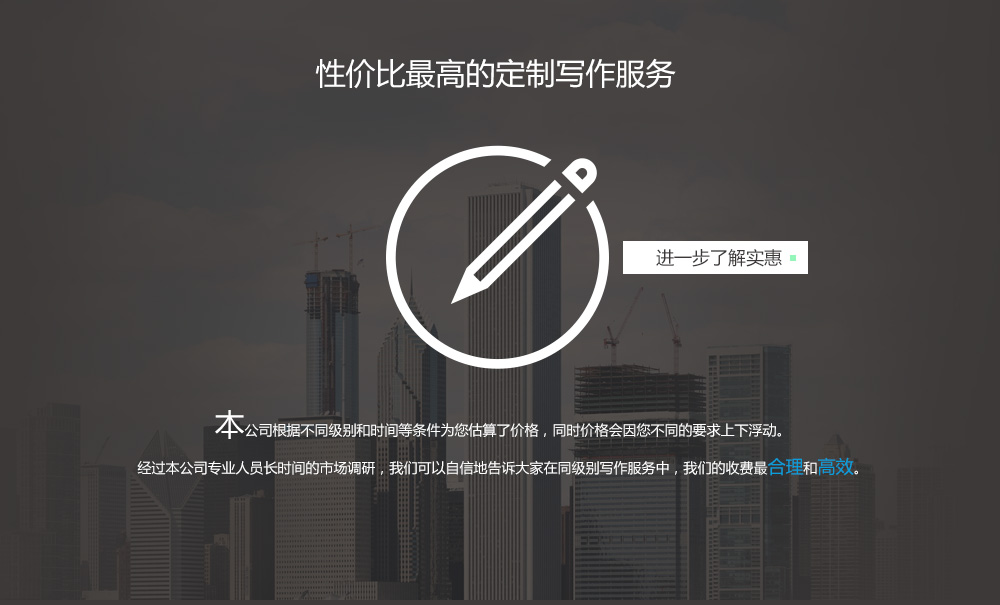 性价比最高的定制写作服务
进一步了解实惠
本公司根据不同级别和时间等条件为您估算了价格，同时价格会因您不同的要求上下浮动。
经过本公司专业人员长时间的市场调研，我们可以自信地告诉大家在同级别写作服务中，我们的收费最合理和高效。